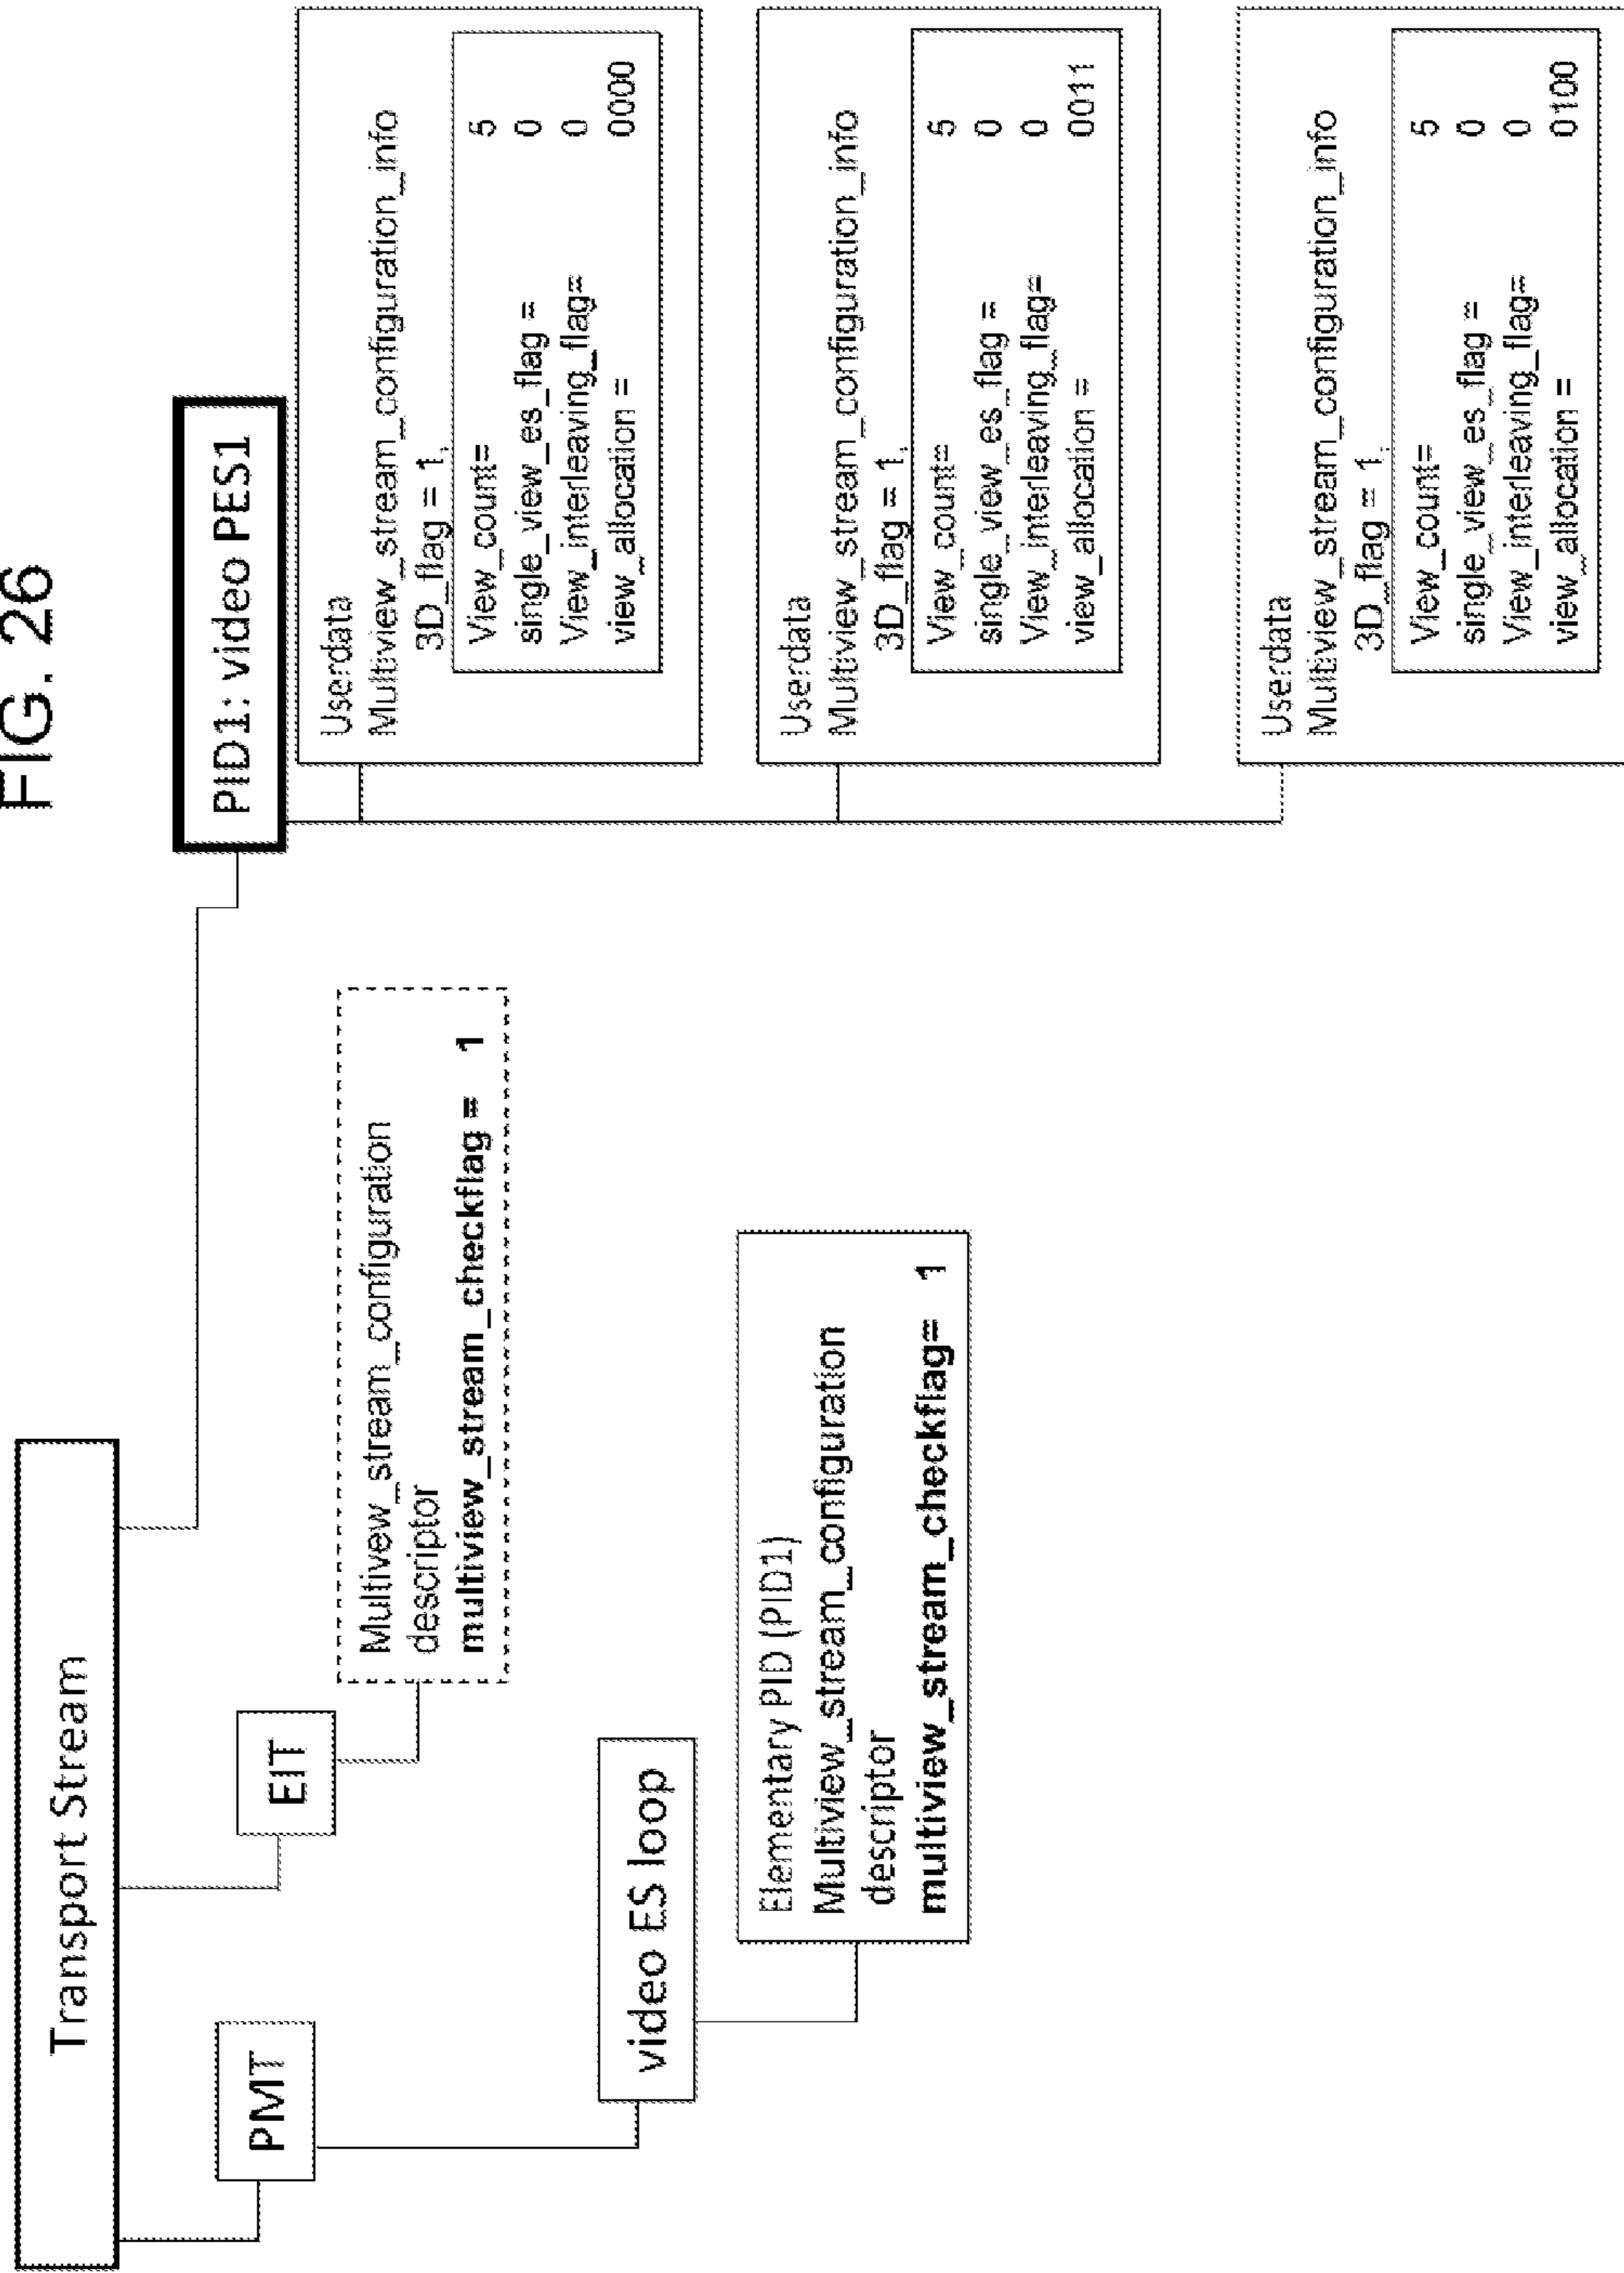 FIG. 26
Transport Stream
PMT
EIT
Multivew_stream_configuration
descriptor
multiview_stream_checkflag = 1
video ES loop
Elementary PID (PID1)
Multiview_stream_configuration
descriptor
multiview_stream_checkflag= 1
PID1: video PES1
Userdata
Multiview_stream_configuration_info
3D_flag = 1,
View_count= 5
single_view_es_flag = 0
View_interleaving_flag= 0
view_allocation = 0000
Userdata
Multiview_stream_configuration_info
3D_flag = 1,
View_count= 5
single_view_es_flag = 0
View_interleaving_flag= 0
view_allocation = 0011
Userdata
Multiview_stream_configuration_info
3D_flag = 1,
View_count= 5
single_view_es_flag = 0
View_interleaving_flag= 0
view_allocation = 0100